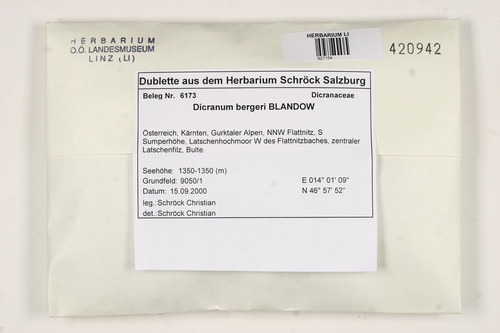 HERBARIUM
O.Ö. LANDESMUSEUM
LINZ (LI)
HERBARIUM LI
420942
Dublette aus dem Herbarium Schröck Salzburg
Beleg Nr. 6173 Dicranaceae
Dicranum bergeri BLANDOW
Österreich, Kärnten, Gurktaler Alpen, NNW Flattnitz, S
Sumperhöhe, Latschenhochmoor W des Flattnitzbaches, zentraler
Latschenfilz, Bulte.
Seehöhe: 1350-1350 (m)
Grundfeld: 9050/1 E 014° 01' 09"
Datum: 15.09.2000 N 46° 57' 52"
leg.:Schröck Christian
det.:Schröck Christian